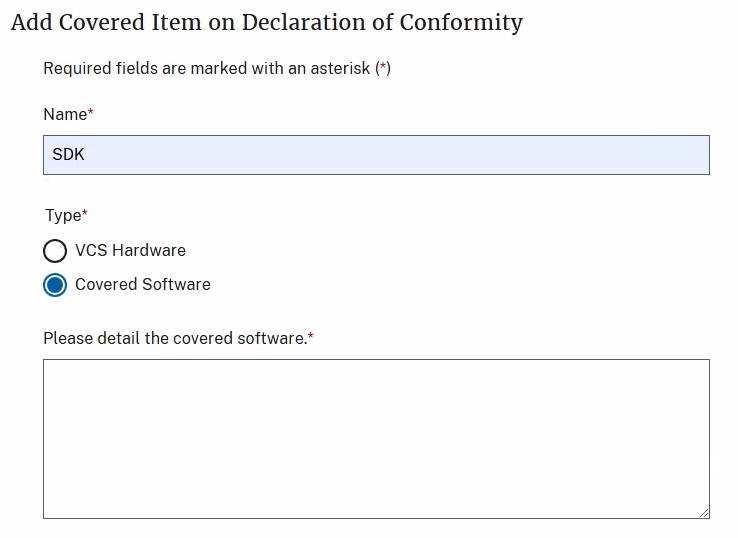 Add Covered Item on Declaration of Conformity
Required fields are marked with an asterisk (*)
Name*
SDK
Type*
VCS Hardware
Covered Software
Please detail the covered software.*